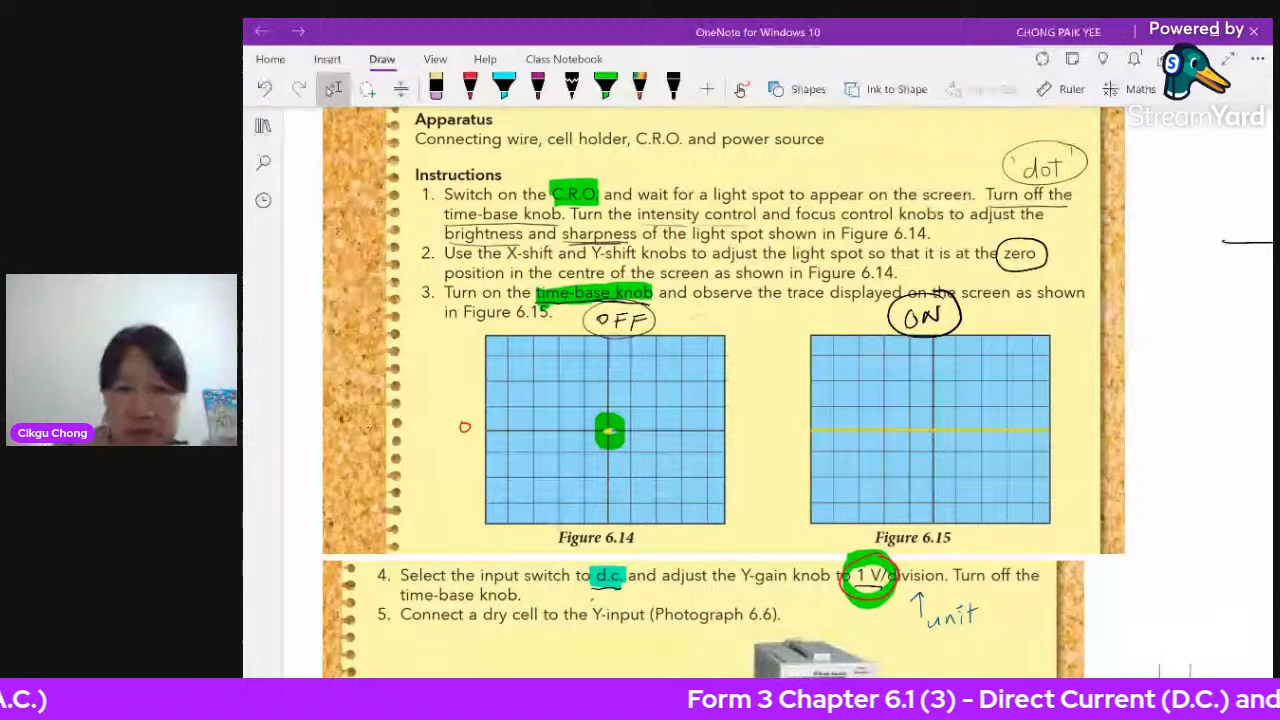 OneNote for Windows 10
CHONG PAIK YEE
Powered by
StreamYard
Home
Insert
Draw
View
Help
Class Notebook
Shapes
Ink to Shape
Ruler
Maths
Apparatus
Connecting wire, cell holder, C.R.O. and power source
'dot'
Instructions
1. Switch on the C.R.O. and wait for a light spot to appear on the screen. Turn off the
time-base knob. Turn the intensity control and focus control knobs to adjust the
brightness and sharpness of the light spot shown in Figure 6.14.
2. Use the X-shift and Y-shift knobs to adjust the light spot so that it is at the zero
position in the centre of the screen as shown in Figure 6.14.
3. Turn on the time-base knob and observe the trace displayed on the screen as shown
in Figure 6.15.
OFF
ON
0
Figure 6.14
Figure 6.15
4. Select the input switch to d.c. and adjust the Y-gain knob to 1 V/division. Turn off the
time-base knob.
5. Connect a dry cell to the Y-input (Photograph 6.6).
unit
Cikgu Chong
A.C.)
Form 3 Chapter 6.1 (3) - Direct Current (D.C.) and